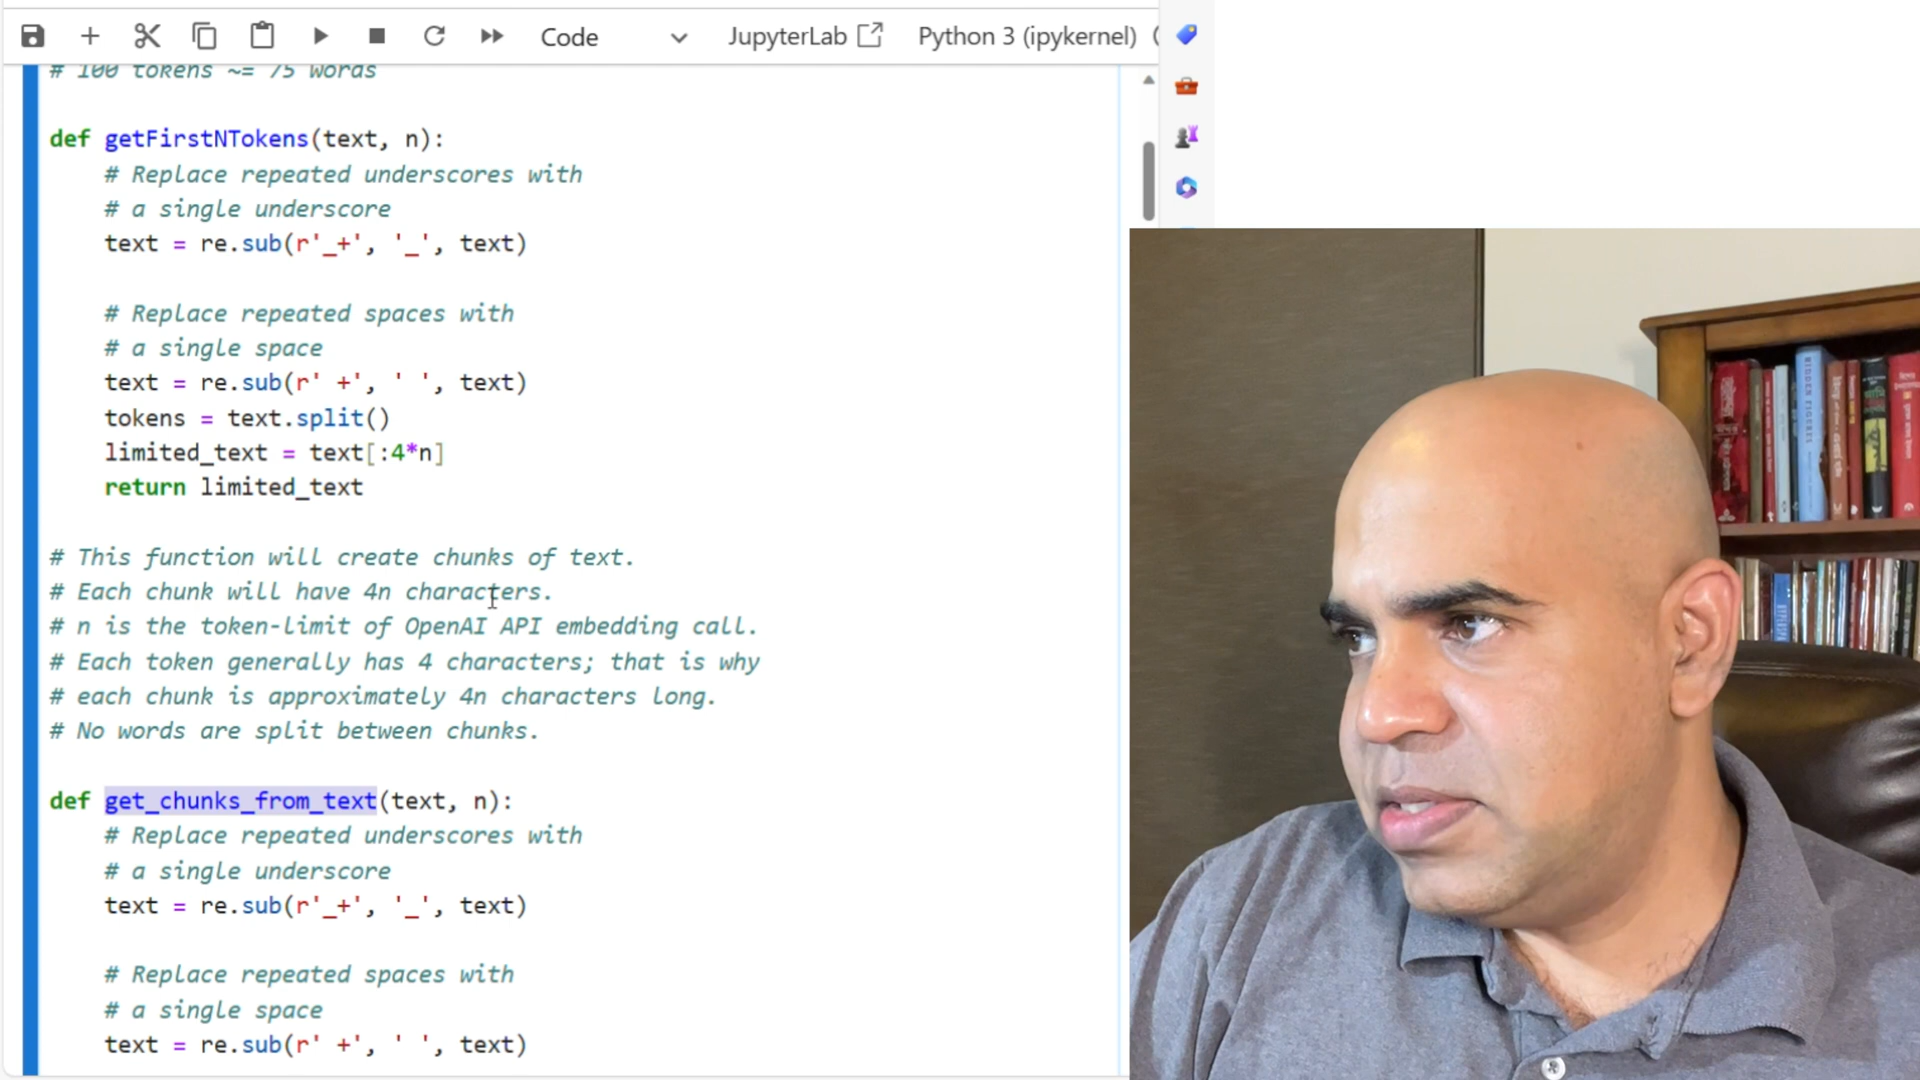 Code JupyterLab Python 3 (ipykernel)
# 100 tokens ~= 75 words
def getFirstNTokens(text, n):
# Replace repeated underscores with
# a single underscore
text = re.sub(r'_+', '_', text)
# Replace repeated spaces with
# a single space
text = re.sub(r' +', ' ', text)
tokens = text.split()
limited_text = text[:4*n]
return limited_text
# This function will create chunks of text.
# Each chunk will have 4n characters.
# n is the token-limit of OpenAI API embedding call.
# Each token generally has 4 characters; that is why
# each chunk is approximately 4n characters long.
# No words are split between chunks.
def get_chunks_from_text(text, n):
# Replace repeated underscores with
# a single underscore
text = re.sub(r'_+', '_', text)
# Replace repeated spaces with
# a single space
text = re.sub(r' +', ' ', text)
HIDDEN FIGURES